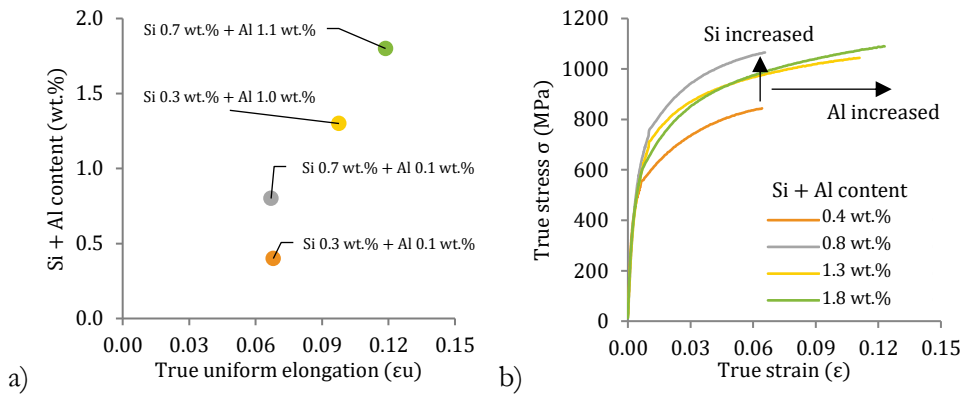 2.0
1.5
1.0
0.5
0.0
Si + Al content (wt.%)
Si 0.7 wt.% + Al 1.1 wt.%
Si 0.3 wt.% + Al 1.0 wt.%
Si 0.7 wt.% + Al 0.1 wt.%
Si 0.3 wt.% + Al 0.1 wt.%
0.00 0.03 0.06 0.09 0.12 0.15
True uniform elongation (εu)
a)
1200
1000
800
600
400
200
0
True stress σ (MPa)
Si increased
Al increased
Si + Al content
0.4 wt.%
0.8 wt.%
1.3 wt.%
1.8 wt.%
0.00 0.03 0.06 0.09 0.12 0.15
True strain (ε)
b)